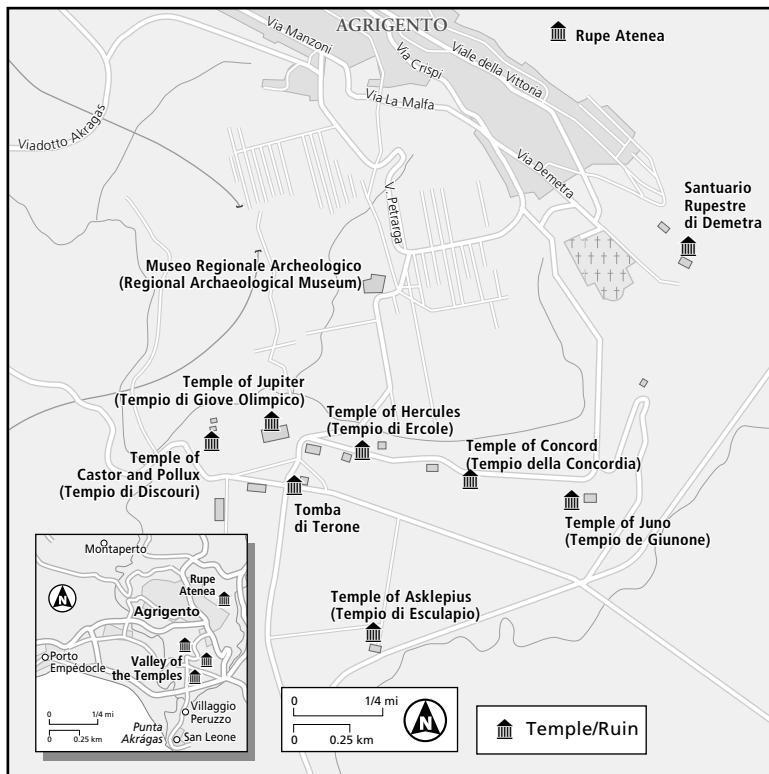 AGRIGENTO
Rupe Atenea
Via Manzoni
Via Crispi
Viale della Vittoria
Via La Malfa
Viadotto Akragas
Via Demetra
V. Petrarga
Santuario
Rupestre
di Demetra
Museo Regionale Archeologico
(Regional Archaeological Museum)
Temple of Jupiter
(Tempio di Giove Olimpico)
Temple of Hercules
(Tempio di Ercole)
Temple of Concord
(Tempio della Concordia)
Temple of
Castor and Pollux
(Tempio di Discouri)
Tomba
di Terone
Temple of Juno
(Tempio de Giunone)
Temple of Asklepius
(Tempio di Esculapio)
Montaperto
Rupe
Atenea
N
Agrigento
Porto
Empédocle
Valley of
the Temples
Villaggio
Peruzzo
Punta
Akrágas
San Leone
0 1/4 mi
0 0.25 km
0 1/4 mi
0 0.25 km
N
Temple/Ruin